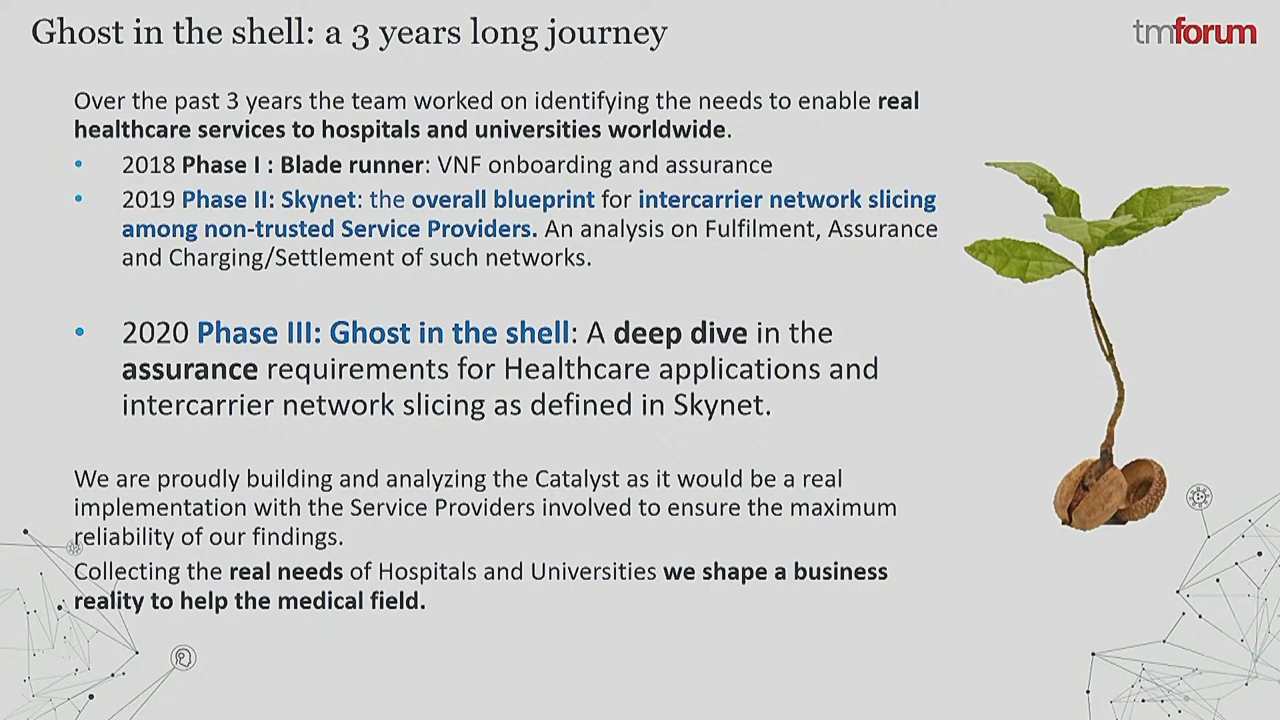 Ghost in the shell: a 3 years long journey
tmforum
Over the past 3 years the team worked on identifying the needs to enable real
healthcare services to hospitals and universities worldwide.
• 2018 Phase I : Blade runner: VNF onboarding and assurance
• 2019 Phase II: Skynet: the overall blueprint for intercarrier network slicing
among non-trusted Service Providers. An analysis on Fulfilment, Assurance
and Charging/Settlement of such networks.
• 2020 Phase III: Ghost in the shell: A deep dive in the
assurance requirements for Healthcare applications and
intercarrier network slicing as defined in Skynet.
We are proudly building and analyzing the Catalyst as it would be a real
implementation with the Service Providers involved to ensure the maximum
reliability of our findings.
Collecting the real needs of Hospitals and Universities we shape a business
reality to help the medical field.